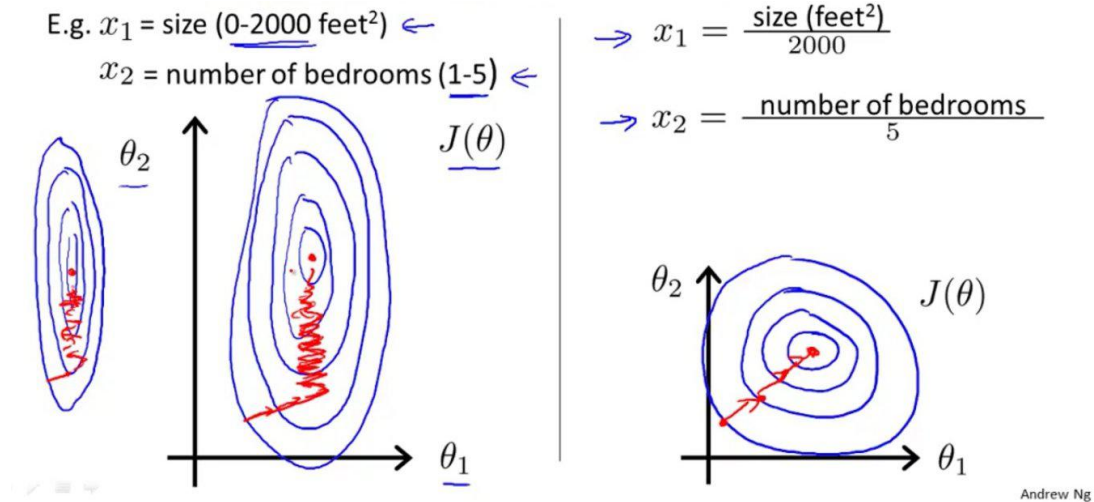 E.g. x₁ = size (0-2000 feet²)
x₂ = number of bedrooms (1-5)
θ₂
J(θ)
θ₁
x₁ = size (feet²) / 2000
x₂ = number of bedrooms / 5
θ₂
J(θ)
θ₁
Andrew Ng